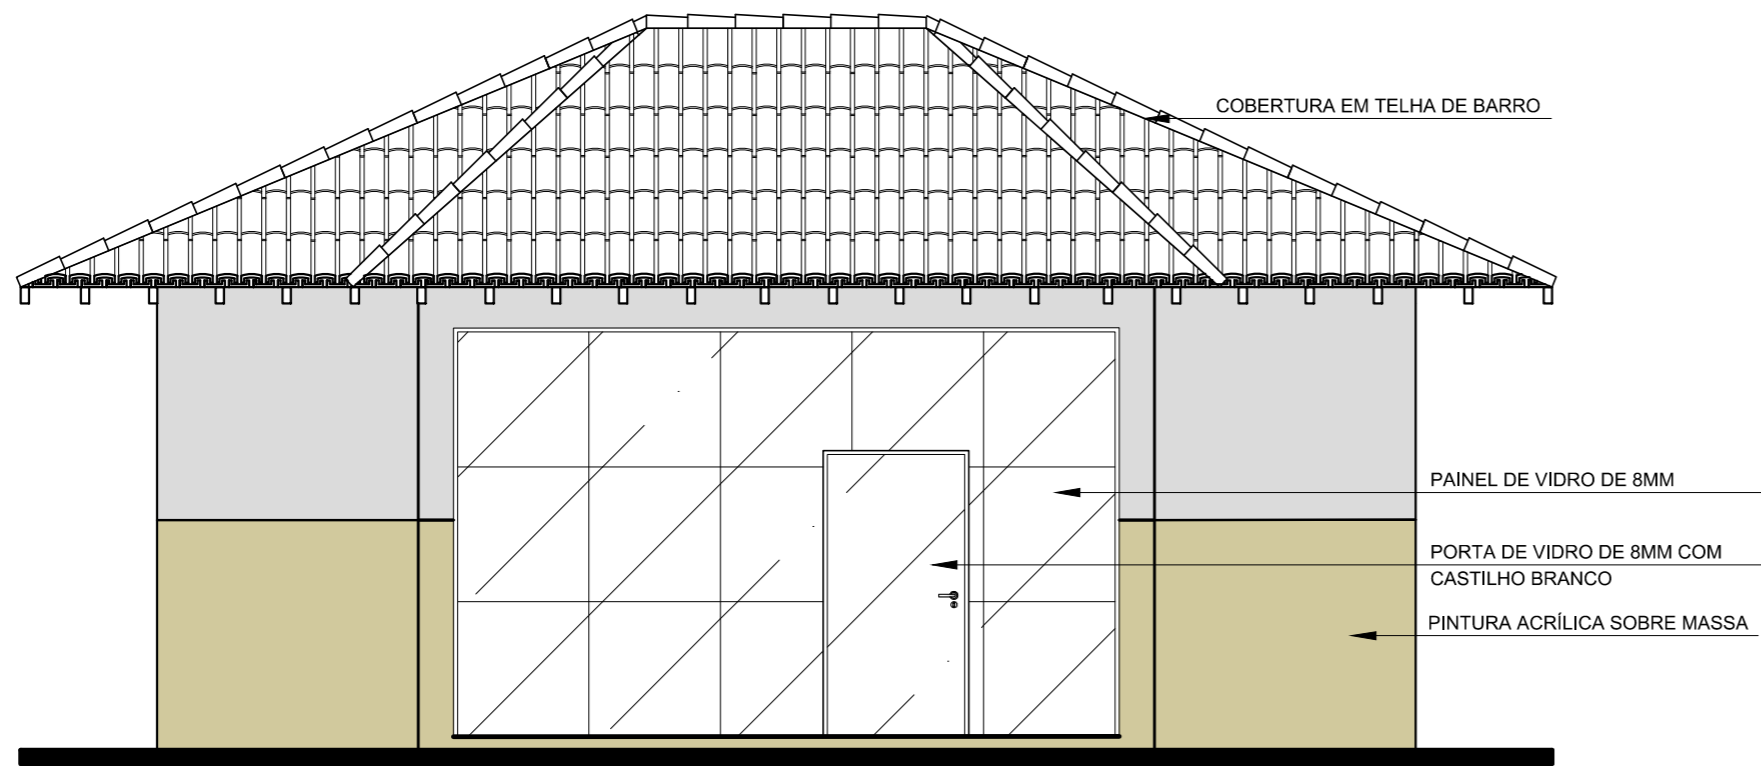 COBERTURA EM TELHA DE BARRO
PAINEL DE VIDRO DE 8MM
PORTA DE VIDRO DE 8MM COM
CASTILHO BRANCO
PINTURA ACRÍLICA SOBRE MASSA